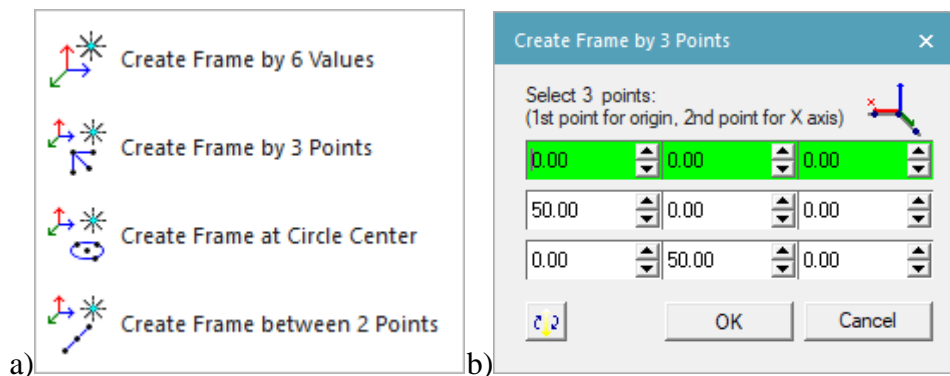 Create Frame by 6 Values
Create Frame by 3 Points
Create Frame at Circle Center
Create Frame between 2 Points
a)
Create Frame by 3 Points
Select 3 points:
(1st point for origin, 2nd point for X axis)
x
0.00 0.00 0.00
50.00 0.00 0.00
0.00 50.00 0.00
OK Cancel
b)